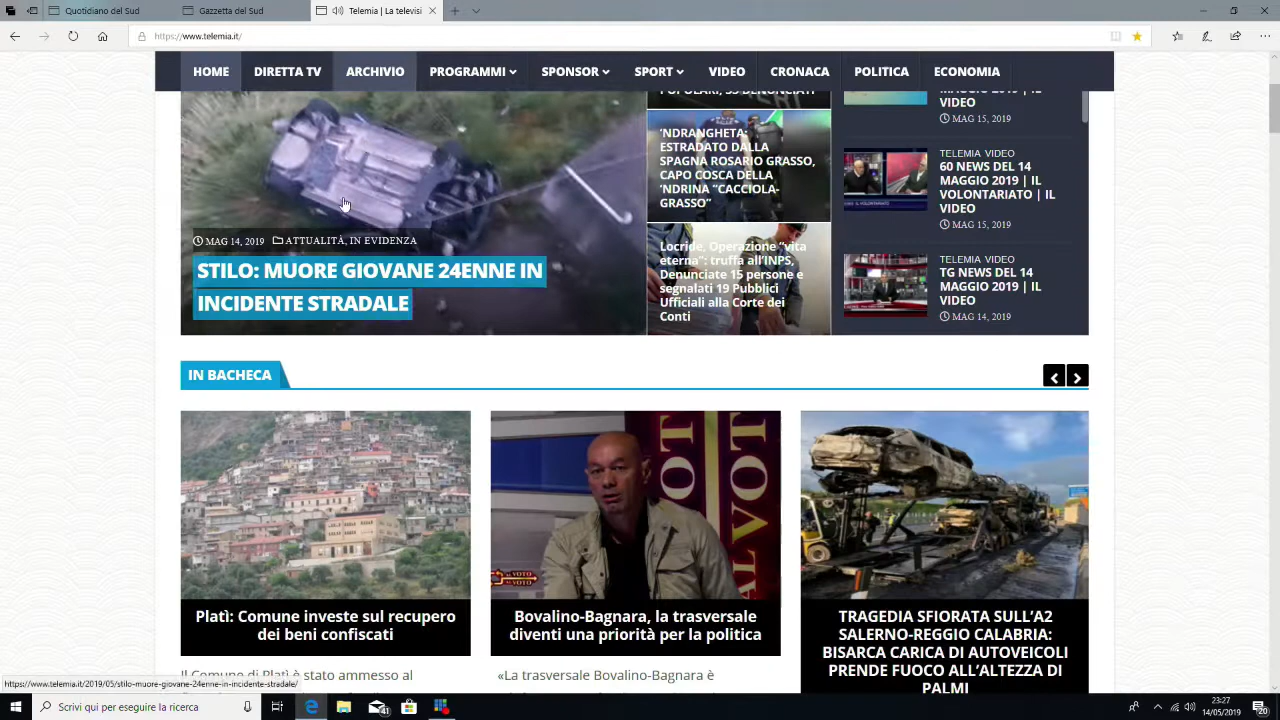 Quotidiano del Sud
Gazzetta del Sud
Telemia | La televisi
https://www.telemia.it/
HOME DIRETTA TV ARCHIVIO PROGRAMMI SPONSOR SPORT VIDEO CRONACA POLITICA ECONOMIA
MAG 14, 2019 ATTUALITÀ, IN EVIDENZA
STILO: MUORE GIOVANE 24ENNE IN
INCIDENTE STRADALE
POPOLARI, 55 DENUNCIATI
'NDRANGHETA:
ESTRADATO DALLA
SPAGNA ROSARIO GRASSO,
CAPO COSCA DELLA
'NDRINA "CACCIOLA-
GRASSO"
Locride, Operazione "vita
eterna": truffa all'INPS,
Denunciate 15 persone e
segnalati 19 Pubblici
Ufficiali alla Corte dei
Conti
MAGGIO 2019 | IL
VIDEO
MAG 15, 2019
TELEMIA VIDEO
60 NEWS DEL 14
MAGGIO 2019 | IL
VOLONTARIATO | IL
VIDEO
MAG 15, 2019
TELEMIA VIDEO
TG NEWS DEL 14
MAGGIO 2019 | IL
VIDEO
MAG 14, 2019
IN BACHECA
AL VOTO
VOTO
Platì: Comune investe sul recupero
dei beni confiscati
Il Comune di Platì è stato ammesso al
Bovalino-Bagnara, la trasversale
diventi una priorità per la politica
«La trasversale Bovalino-Bagnara è
TRAGEDIA SFIORATA SULL'A2
SALERNO-REGGIO CALABRIA:
BISARCA CARICA DI AUTOVEICOLI
PRENDE FUOCO ALL'ALTEZZA DI
PALMI
https://www.telemia.it/2019/05/stilo-muore-giovane-24enne-in-incidente-stradale/
Scrivi qui per eseguire la ricerca
41
23:27
14/05/2019
20